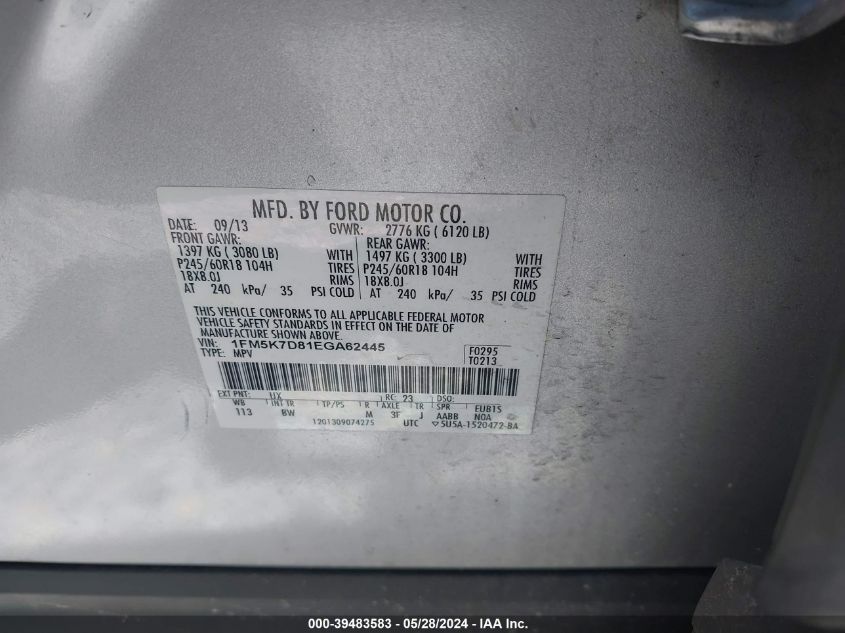 MFD. BY FORD MOTOR CO.
DATE: 09/13 GVWR: 2776 KG ( 6120 LB)
FRONT GAWR: REAR GAWR:
1397 KG ( 3080 LB) WITH 1497 KG ( 3300 LB) WITH
P245/60R18 104H TIRES P245/60R18 104H TIRES
18X8.0J RIMS 18X8.0J RIMS
AT 240 kPa/ 35 PSI COLD AT 240 kPa/ 35 PSI COLD
THIS VEHICLE CONFORMS TO ALL APPLICABLE FEDERAL MOTOR
VEHICLE SAFETY STANDARDS IN EFFECT ON THE DATE OF
MANUFACTURE SHOWN ABOVE.
VIN: 1FM5K7D81EGA62445 F0295
TYPE: MPV T0213
EXT PNT: UX RC: 23 DSO:
WB INT TR TP/PS R AXLE TR SPR EUB15
113 BW M 3F J AABB NOA
1201309074275 UTC ▽5U5A-1520472-BA
000-39483583 / 05/28/2024 - IAA Inc.